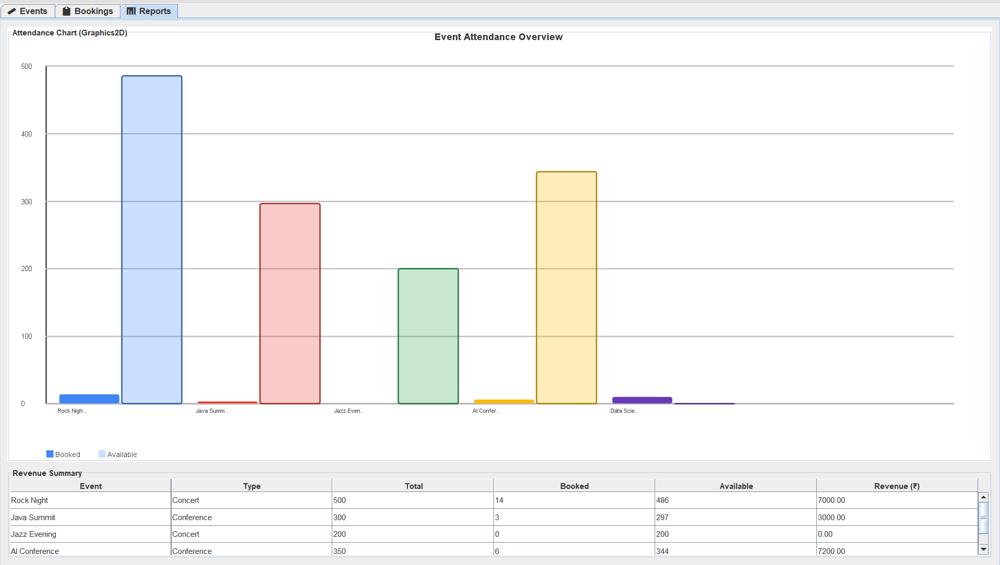 Events Bookings Reports
Attendance Chart (Graphics2D)
Event Attendance Overview
500
400
300
200
100
0
Rock Nigh.. Java Summ.. Jazz Even.. AI Confer.. Data Scie..
Booked Available
Revenue Summary
Event Type Total Booked Available Revenue (₹)
Rock Night Concert 500 14 486 7000.00
Java Summit Conference 300 3 297 3000.00
Jazz Evening Concert 200 0 200 0.00
AI Conference Conference 350 6 344 7200.00